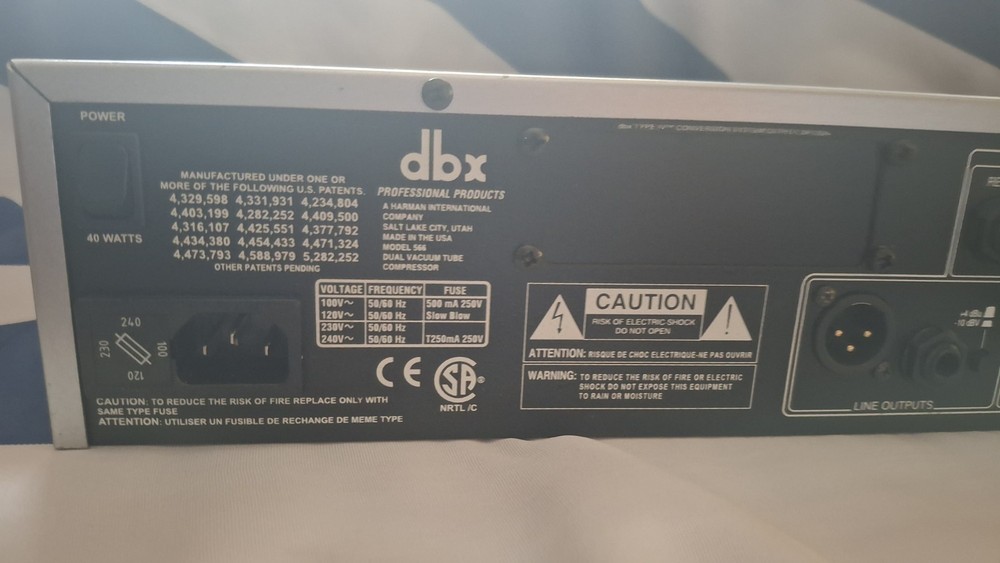 POWER
40 WATTS
MANUFACTURED UNDER ONE OR
MORE OF THE FOLLOWING U.S. PATENTS.
4,329,598 4,331,931 4,234,804
4,403,199 4,282,252 4,409,500
4,316,107 4,425,551 4,377,792
4,434,380 4,454,433 4,471,324
4,473,793 4,588,979 5,282,252
OTHER PATENTS PENDING
dbx
PROFESSIONAL PRODUCTS
A HARMAN INTERNATIONAL
COMPANY
SALT LAKE CITY, UTAH
MADE IN THE USA
MODEL 566
DUAL VACUUM TUBE
COMPRESSOR
VOLTAGE FREQUENCY FUSE
100V~ 50/60 Hz 500 mA 250V
120V~ 50/60 Hz Slow Blow
230V~ 50/60 Hz
240V~ 50/60 Hz T250mA 250V
240
230
100
120
CE SA®
NRTL /C
CAUTION: TO REDUCE THE RISK OF FIRE REPLACE ONLY WITH
SAME TYPE FUSE
ATTENTION: UTILISER UN FUSIBLE DE RECHANGE DE MEME TYPE
CAUTION
RISK OF ELECTRIC SHOCK
DO NOT OPEN
ATTENTION: RISQUE DE CHOC ELECTRIQUE-NE PAS OUVRIR
WARNING: TO REDUCE THE RISK OF FIRE OR ELECTRIC
SHOCK DO NOT EXPOSE THIS EQUIPMENT
TO RAIN OR MOISTURE
+4 dBu
-10 dBV
LINE OUTPUTS